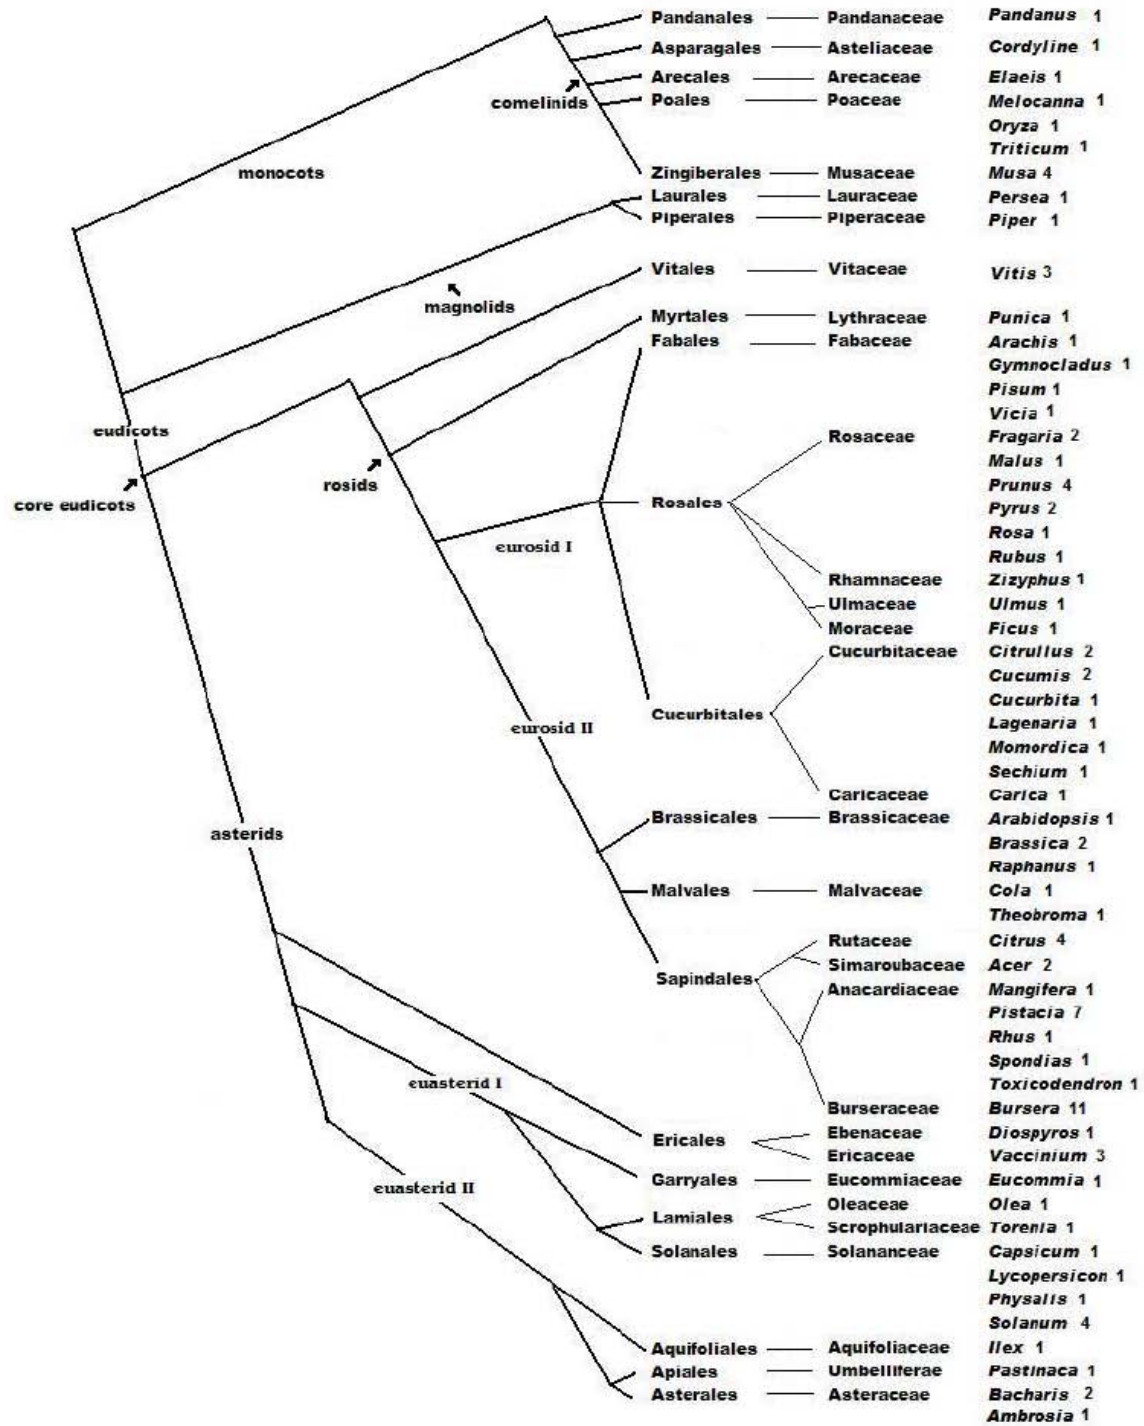 Pandanales Pandanaceae Pandanus 1
Asparagales Asteliaceae Cordyline 1
Arecales Arecaceae Elaeis 1
comelinids Poales Poaceae Melocanna 1
Oryza 1
Triticum 1
monocots Zingiberales Musaceae Musa 4
Laurales Lauraceae Persea 1
Piperales Piperaceae Piper 1
Vitales Vitaceae Vitis 3
magnolids
Myrtales Lythraceae Punica 1
Fabales Fabaceae Arachis 1
Gymnocladus 1
Pisum 1
Vicia 1
eudicots Rosaceae Fragaria 2
Malus 1
rosids Prunus 4
core eudicots Rosales Pyrus 2
Rosa 1
eurosid I
Rubus 1
Rhamnaceae Zizyphus 1
Ulmaceae Ulmus 1
Moraceae Ficus 1
Cucurbitaceae Citrullus 2
Cucumis 2
Cucurbita 1
Cucurbitales
eurosid II Lagenaria 1
Momordica 1
Sechium 1
Caricaceae Carica 1
Brassicales Brassicaceae Arabidopsis 1
asterids Brassica 2
Raphanus 1
Malvales Malvaceae Cola 1
Theobroma 1
Rutaceae Citrus 4
Simaroubaceae Acer 2
Sapindales
Anacardiaceae Mangifera 1
Pistacia 7
Rhus 1
Spondias 1
euasterid I Toxicodendron 1
Burseraceae Bursera 11
Ericales Ebenaceae Diospyros 1
Ericaceae Vaccinium 3
Garryales Eucommiaceae Eucommia 1
euasterid II
Oleaceae Olea 1
Lamiales
Scrophulariaceae Torenia 1
Solanales Solananceae Capsicum 1
Lycopersicon 1
Physalis 1
Solanum 4
Aquifoliales Aquifoliaceae Ilex 1
Apiales Umbelliferae Pastinaca 1
Asterales Asteraceae Bacharis 2
Ambrosia 1